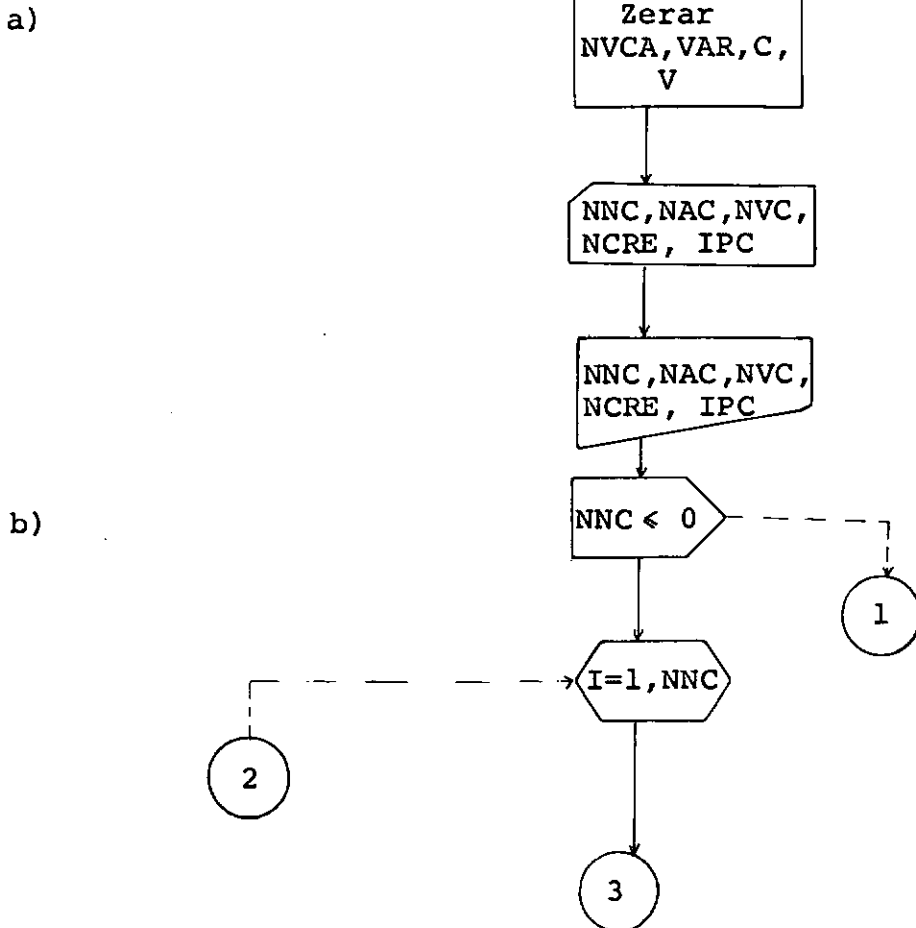 a)
Zerar
NVCA,VAR,C,
V
NNC,NAC,NVC,
NCRE, IPC
NNC,NAC,NVC,
NCRE, IPC
b)
NNC ≤ 0
1
I=1,NNC
2
3